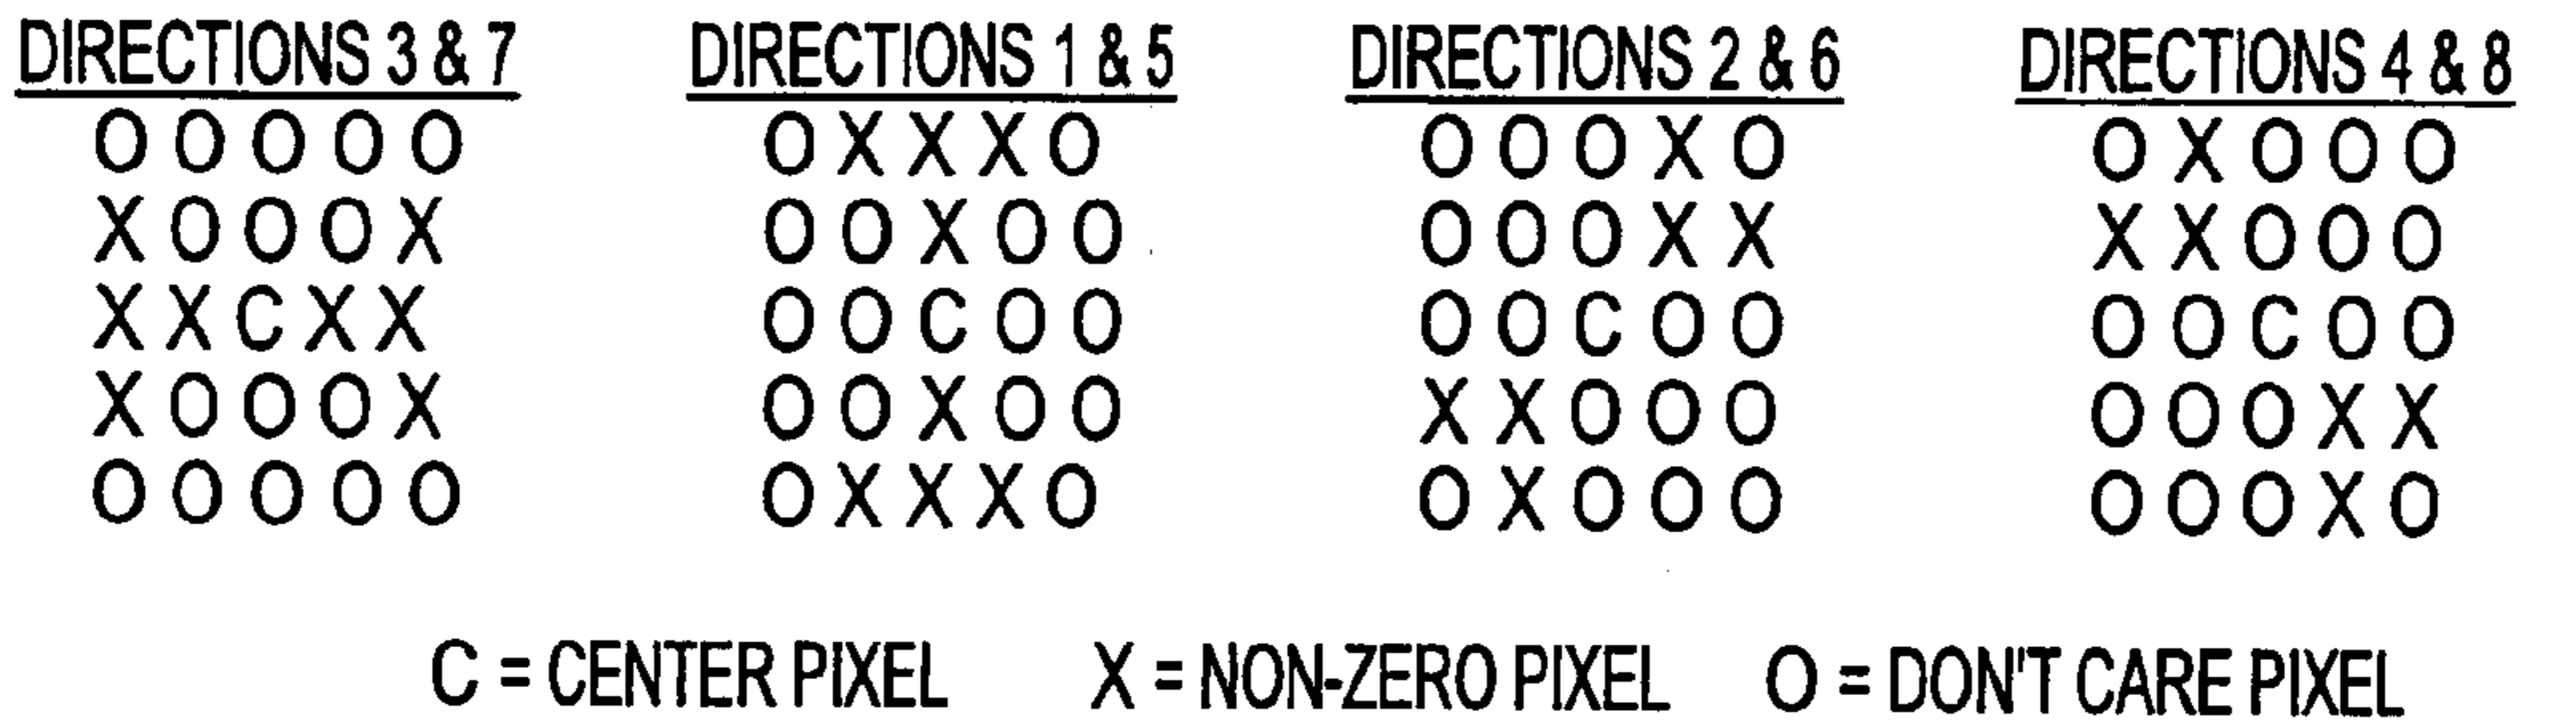 DIRECTIONS 3 & 7 DIRECTIONS 1 & 5 DIRECTIONS 2 & 6 DIRECTIONS 4 & 8
O O O O O O X X X O O O O X O O X O O O
X O O O X O O X O O O O O X X X X O O O
X X C X X O O C O O O O C O O O O C O O
X O O O X O O X O O X X O O O O O O X X
O O O O O O X X X O O X O O O O O O X O
C = CENTER PIXEL X = NON-ZERO PIXEL O = DON'T CARE PIXEL